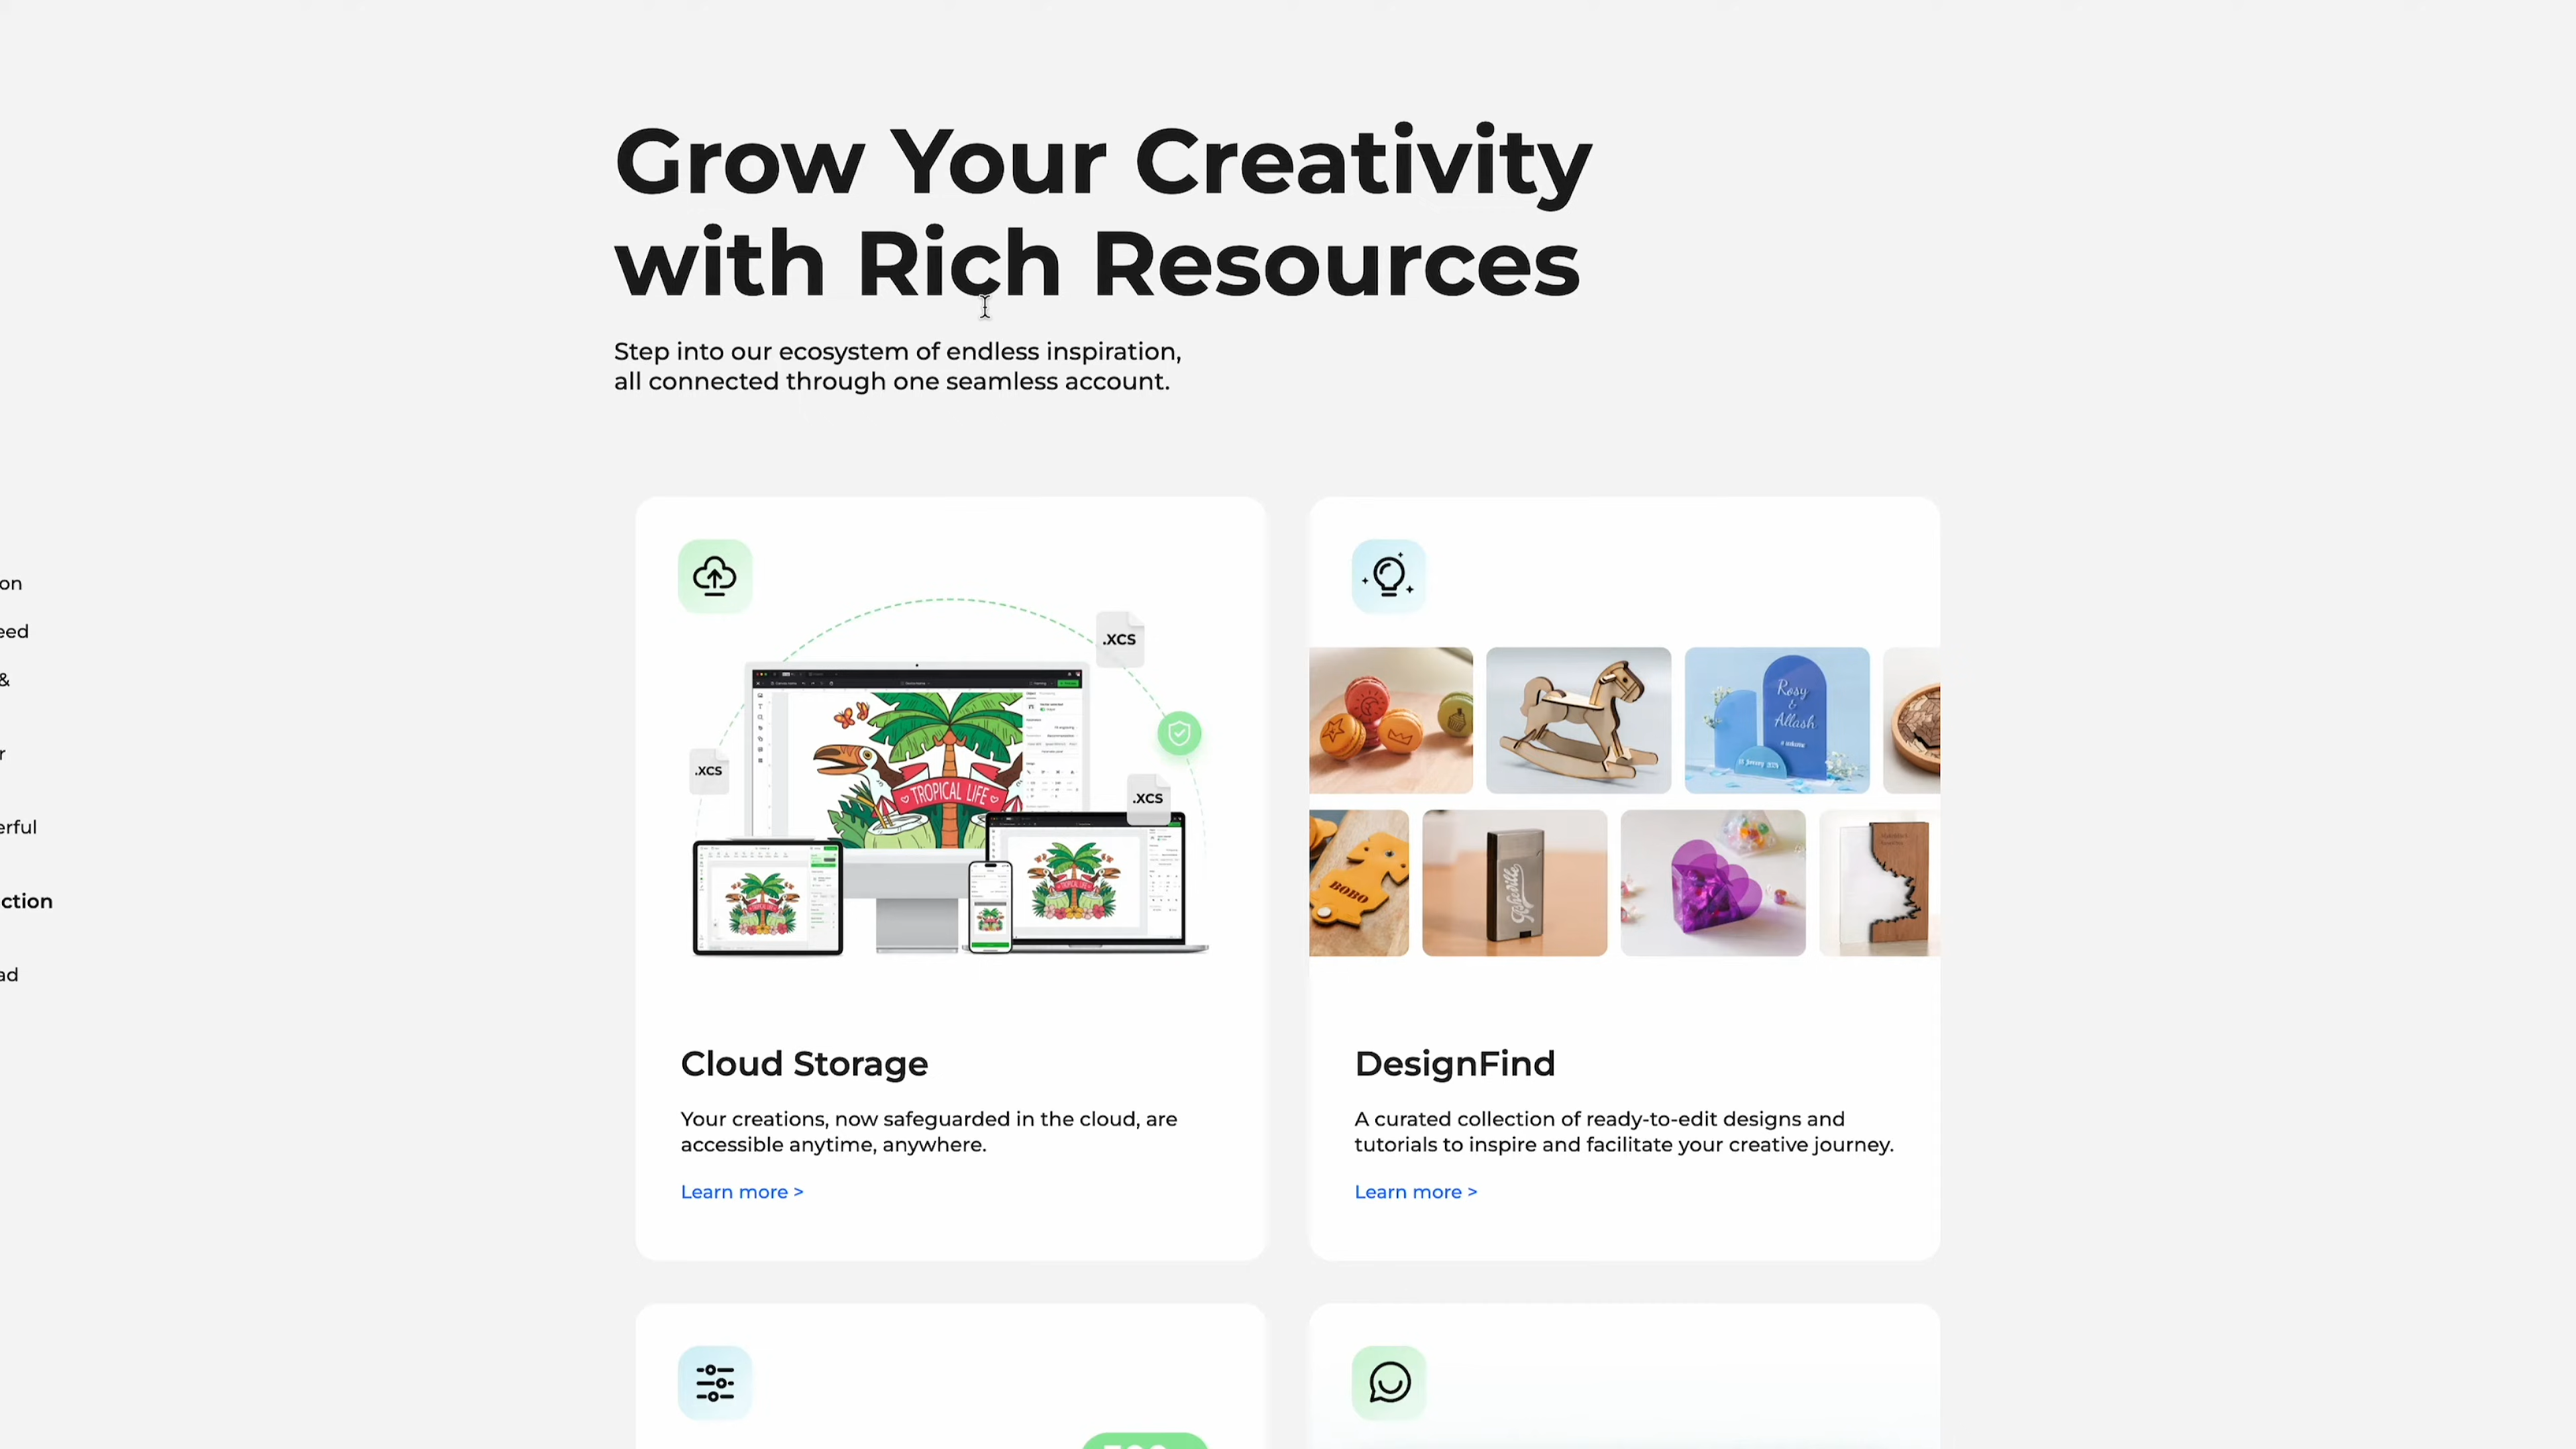 Grow Your Creativity
with Rich Resources
Step into our ecosystem of endless inspiration,
all connected through one seamless account.
on
eed
&
r
erful
ction
ad
.XCS
.XCS
.XCS
TROPICAL LIFE
Rosy
&
Allash
BOBO
Cloud Storage
Your creations, now safeguarded in the cloud, are
accessible anytime, anywhere.
Learn more >
DesignFind
A curated collection of ready-to-edit designs and
tutorials to inspire and facilitate your creative journey.
Learn more >